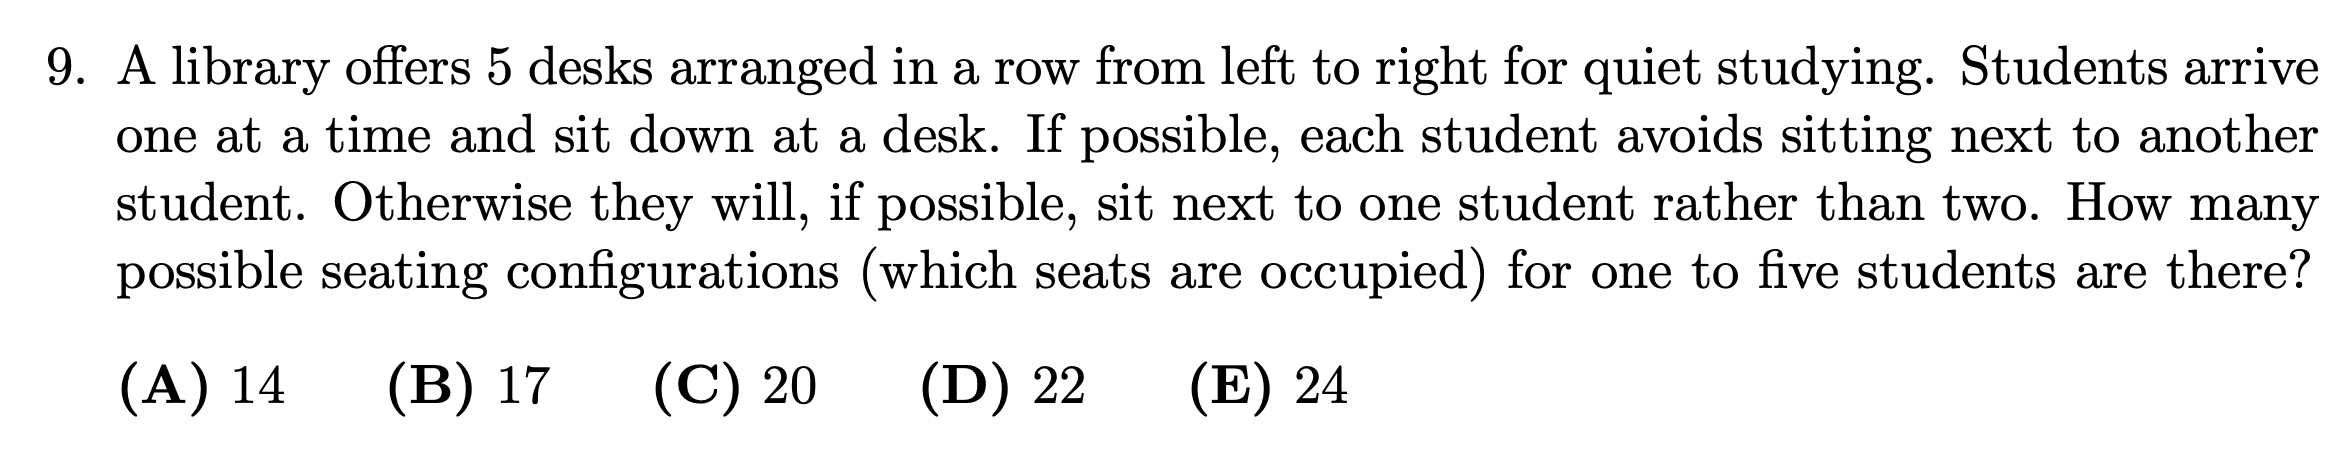 9. A library offers 5 desks arranged in a row from left to right for quiet studying. Students arrive
one at a time and sit down at a desk. If possible, each student avoids sitting next to another
student. Otherwise they will, if possible, sit next to one student rather than two. How many
possible seating configurations (which seats are occupied) for one to five students are there?
(A) 14 (B) 17 (C) 20 (D) 22 (E) 24